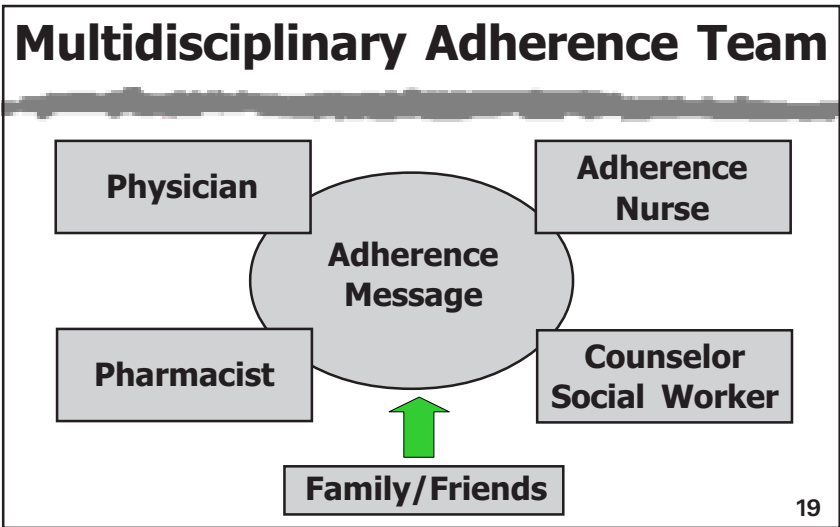 Multidisciplinary Adherence Team
Physician
Adherence
Nurse
Adherence
Message
Pharmacist
Counselor
Social Worker
Family/Friends
19